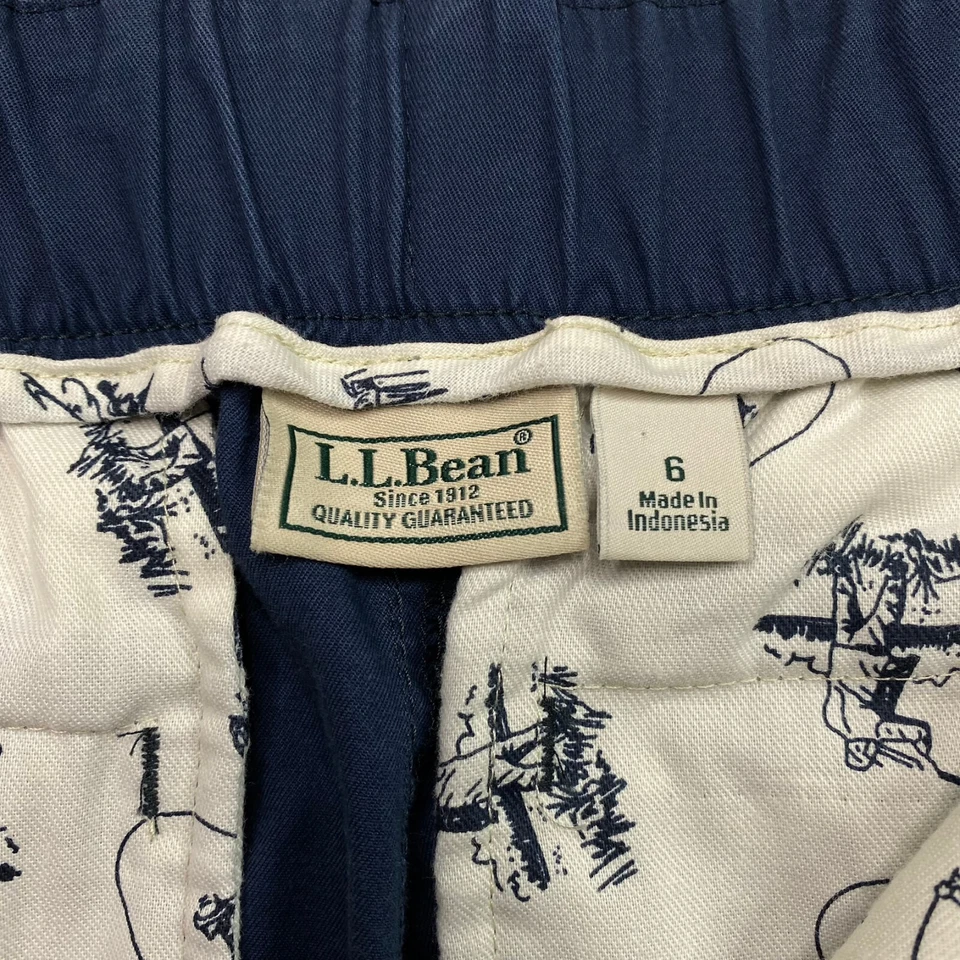 L.L.Bean®
Since 1912
QUALITY GUARANTEED
6
Made In
Indonesia